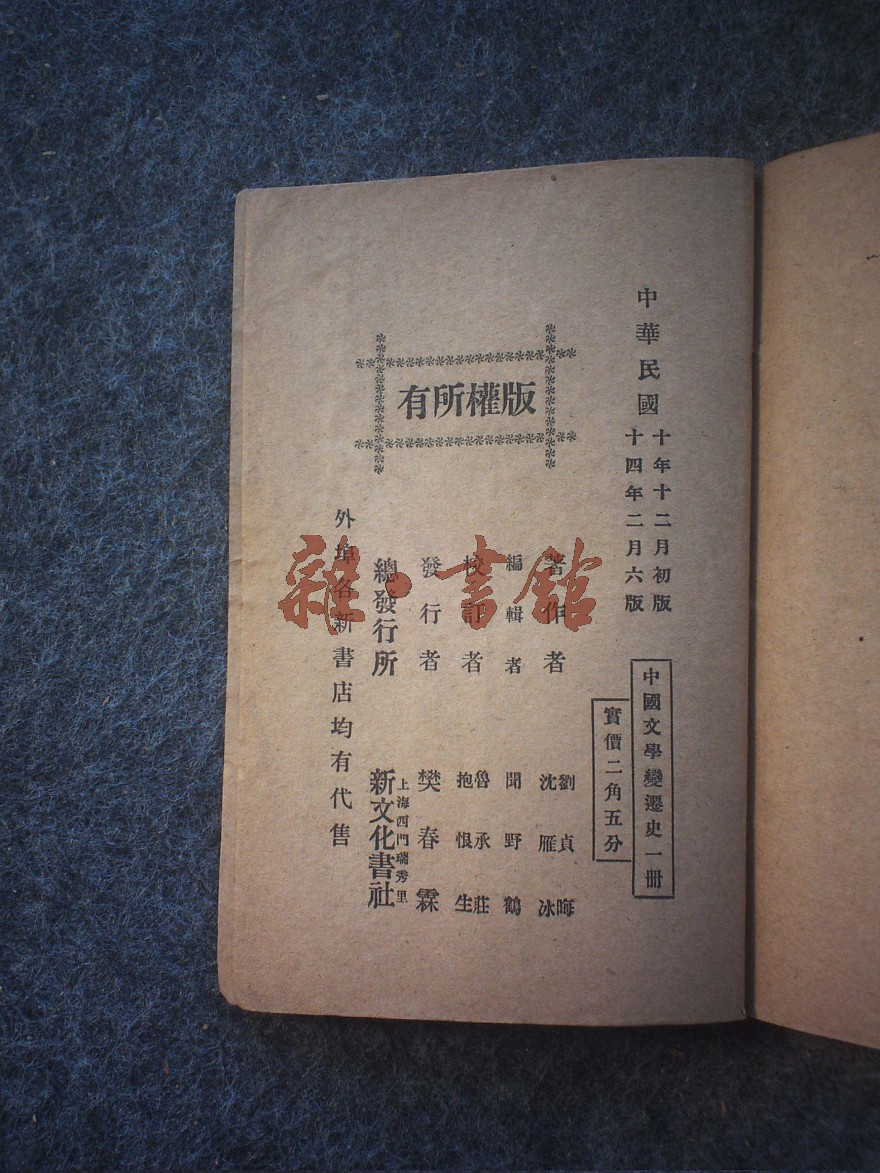 中華民國
十年十二月初版
十四年二月六版
中國文學變遷史一冊
實價二角五分
版權所有
著作者 劉貞晦 沈雁冰
編輯者 聞野鶴
校訂者 魯承莊 抱恨生
發行者 樊春霖
總發行所 上海西門瑞秀里 新文化書社
外埠各新書店均有代售
雜·書館